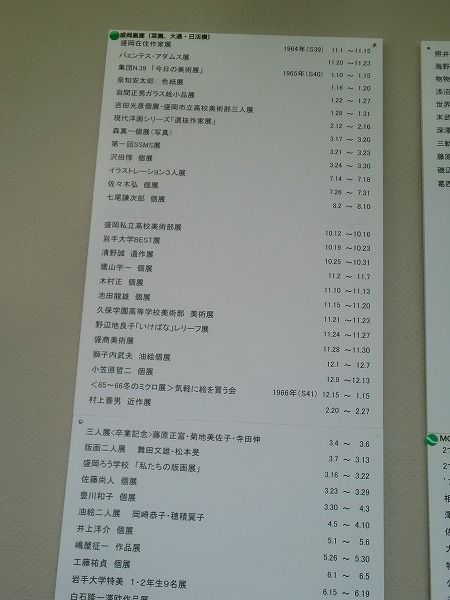 盛岡画廊（菜園、大通・日活横）
盛岡在住作家展 1964年（S39） 11.1 ～11.15
バェンテス・アダムス展 11.20 ～11.23
集団N39 「今日の美術展」 1965年（S40） 1.10 ～ 1.15
奈知安太郎 色紙展 1.16 ～ 1.20
岩間正男ガラス絵小品展 1.22 ～ 1.27
吉田光彦個展・盛岡市立高校美術部三人展 1.28 ～ 1.31
現代洋画シリーズ「選抜作家展」 2.12 ～ 2.16
森真一個展（写真） 3.17 ～ 3.20
第一回SSMS展 3.21 ～ 3.23
沢田惇 個展 3.24 ～ 3.30
イラストレーション3人展 7.14 ～ 7.18
佐々木弘 個展 7.26 ～ 7.31
七尾謙次郎 個展 8.2 ～ 8.10
盛岡私立高校美術部展 10.12 ～10.16
岩手大学BEST展 10.19 ～10.23
清野誠 遺作展 10.25 ～10.31
鷹山宇一 個展 11.2 ～ 11.7
木村正 個展 11.10 ～11.13
池田龍雄 個展 11.15 ～11.20
久保学園高等学校美術部 美術展 11.21 ～11.23
野辺地良子「いけばな」レリーフ展 11.24 ～11.27
盛商美術展 11.28 ～11.30
獅子内武夫 油絵個展 12.1 ～ 12.7
小笠原哲二 個展 12.9 ～12.13
＜65～66冬のミクロ展＞気軽に絵を買う会 1966年（S41） 12.15 ～ 1.15
村上善男 近作展 2.20 ～ 2.27
三人展＜卒業記念＞藤原正富・菊地美佐子・寺田伸 3.4 ～ 3.6
版画二人展 舞田文雄・松本旻 3.7 ～ 3.13
盛岡ろう学校 「私たちの版画展」 3.16 ～ 3.22
佐藤尚人 個展 3.23 ～ 3.29
豊川和子 個展 3.30 ～ 4.3
油絵二人展 岡崎恭子・穂積翼子 4.5 ～ 4.10
井上洋介 個展 5.1 ～ 5.6
嶋屋征一 作品展 5.26 ～ 5.30
工藤祐貞 個展 6.1 ～ 6.5
岩手大学特美 1・2年生9名展 6.15 ～ 6.19